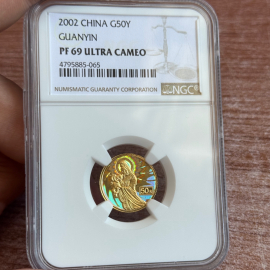 2002 CHINA G50Y
GUANYIN
PF 69 ULTRA CAMEO
4795885-065
NUMISMATIC GUARANTY CORPORATION
NGC
50